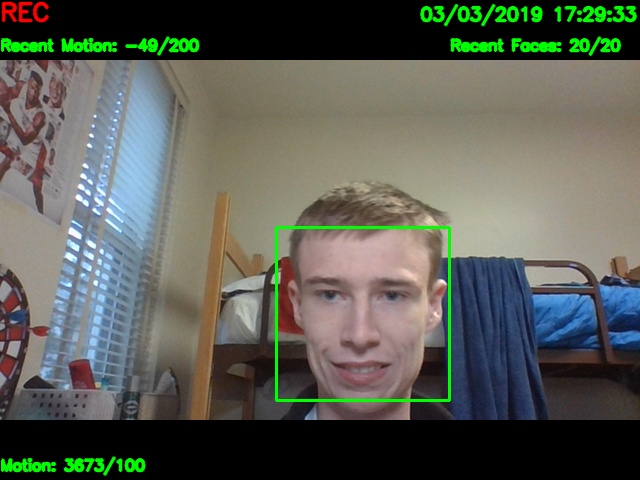 REC
03/03/2019 17:29:33
Recent Motion: -49/200
Recent Faces: 20/20
Motion: 3673/100